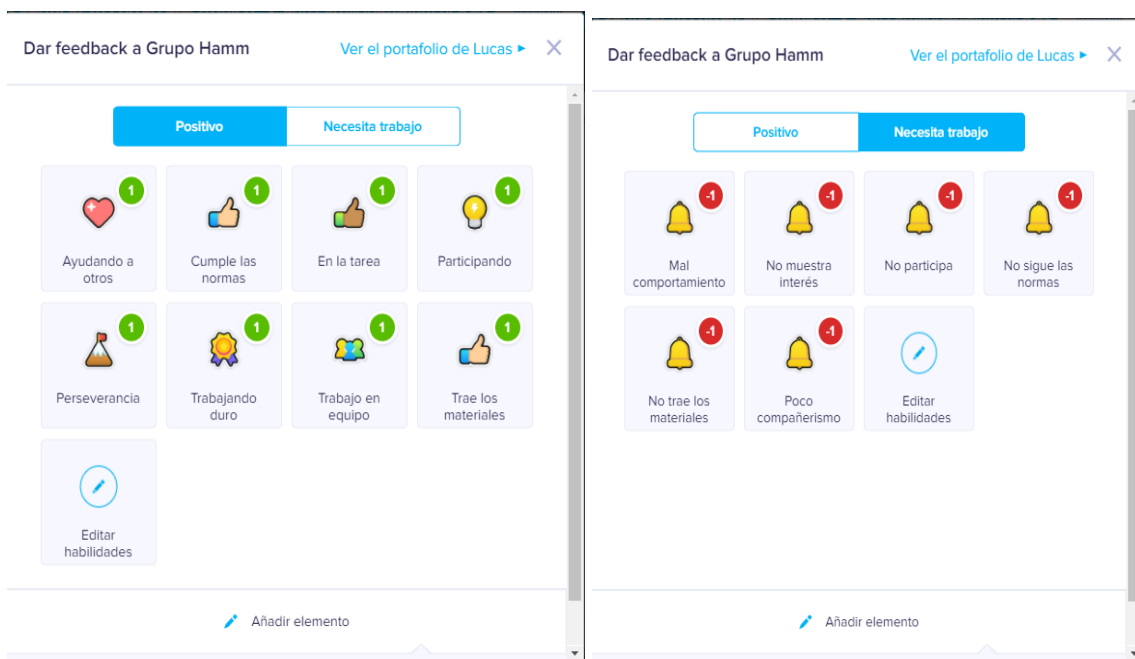 Dar feedback a Grupo Hamm
Ver el portafolio de Lucas ▸ ×
Positivo
Necesita trabajo
1
1
1
1
Ayudando a
otros
Cumple las
normas
En la tarea
Participando
1
1
1
1
Perseverancia
Trabajando
duro
Trabajo en
equipo
Trae los
materiales
Editar
habilidades
Añadir elemento
Dar feedback a Grupo Hamm
Ver el portafolio de Lucas ▸ ×
Positivo
Necesita trabajo
-1
-1
-1
-1
Mal
comportamiento
No muestra
interés
No participa
No sigue las
normas
-1
-1
No trae los
materiales
Poco
compañerismo
Editar
habilidades
Añadir elemento